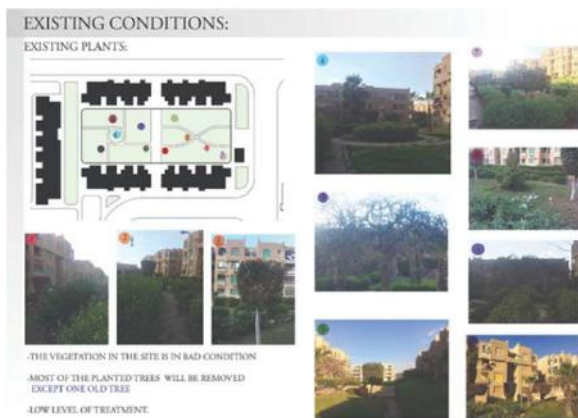 EXISTING CONDITIONS:
EXISTING PLANTS:
-THE VEGETATION IN THE SITE IS IN BAD CONDITION
-MOST OF THE PLANTED TREES WILL BE REMOVED
EXCEPT ONE OLD TREE
-LOW LEVEL OF TREATMENT.